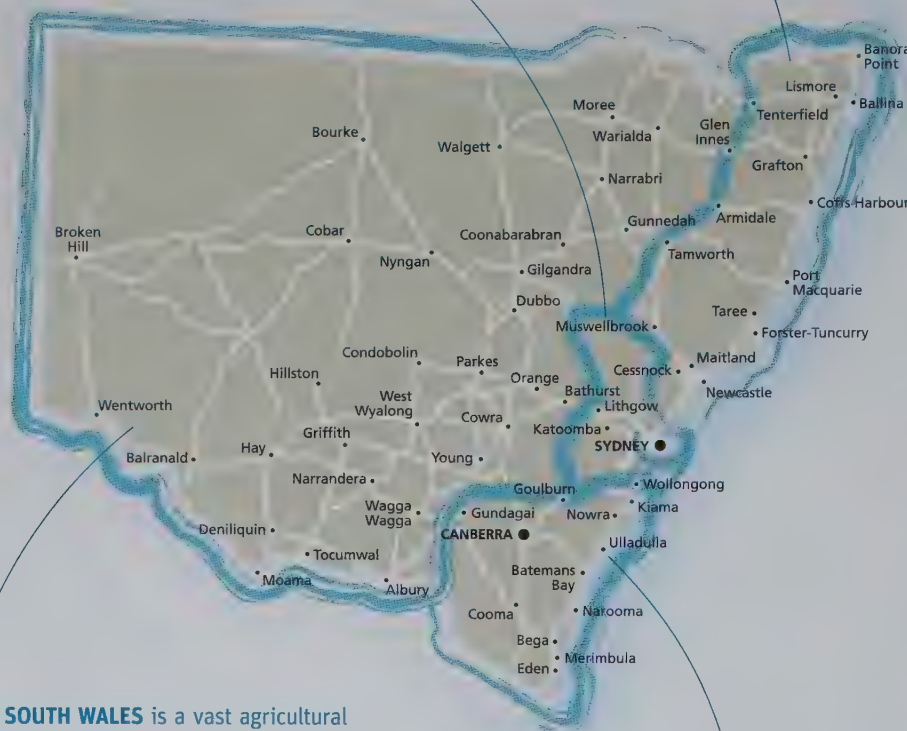 Banora
Point
Lismore
Ballina
Tenterfield
Moree
Warialda
Glen
Innes
Bourke
Walgett
Grafton
Narrabri
Coffs Harbour
Armidale
Gunnedah
Broken
Hill
Cobar
Coonabarabran
Tamworth
Nyngan
Gilgandra
Port
Macquarie
Dubbo
Taree
Muswellbrook
Forster-Tuncurry
Condobolin
Parkes
Maitland
Cessnock
Hillston
Orange
Newcastle
Bathurst
West
Wyalong
Lithgow
Wentworth
Cowra
Katoomba
Griffith
SYDNEY
Hay
Balranald
Young
Narrandera
Wollongong
Goulburn
Kiama
Wagga
Wagga
Gundagai
Nowra
Deniliquin
CANBERRA
Ulladulla
Tocumwal
Batemans
Bay
Moama
Albury
Cooma
Narooma
Bega
Merimbula
Eden
SOUTH WALES is a vast agricultural